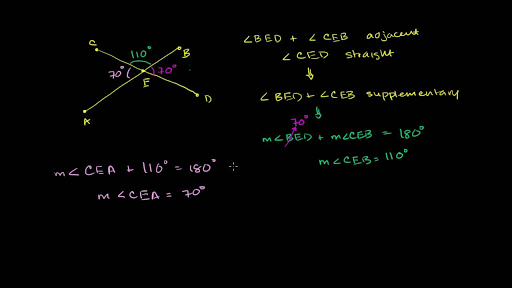 C
110°
B
70°
70°
E
D
A
∠BED + ∠CEB adjacent
∠CED straight
∠BED + ∠CEB supplementary
70°
m∠BED + m∠CEB = 180°
m∠CEB = 110°
m∠CEA + 110° = 180°
m∠CEA = 70°